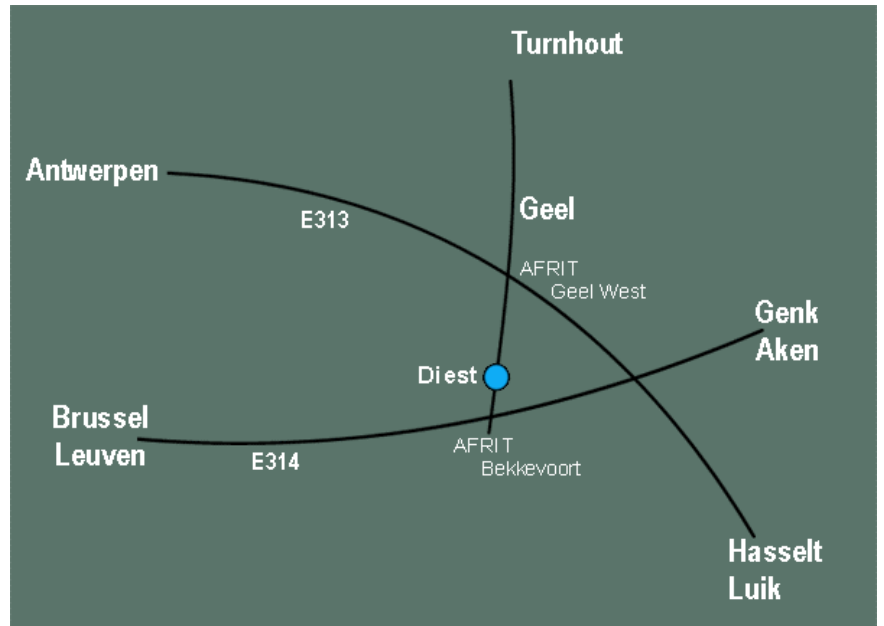 Turnhout
Antwerpen
E313
Geel
AFRIT
Geel West
Genk
Aken
Diest
Brussel
Leuven
E314
AFRIT
Bekkevoort
Hasselt
Luik